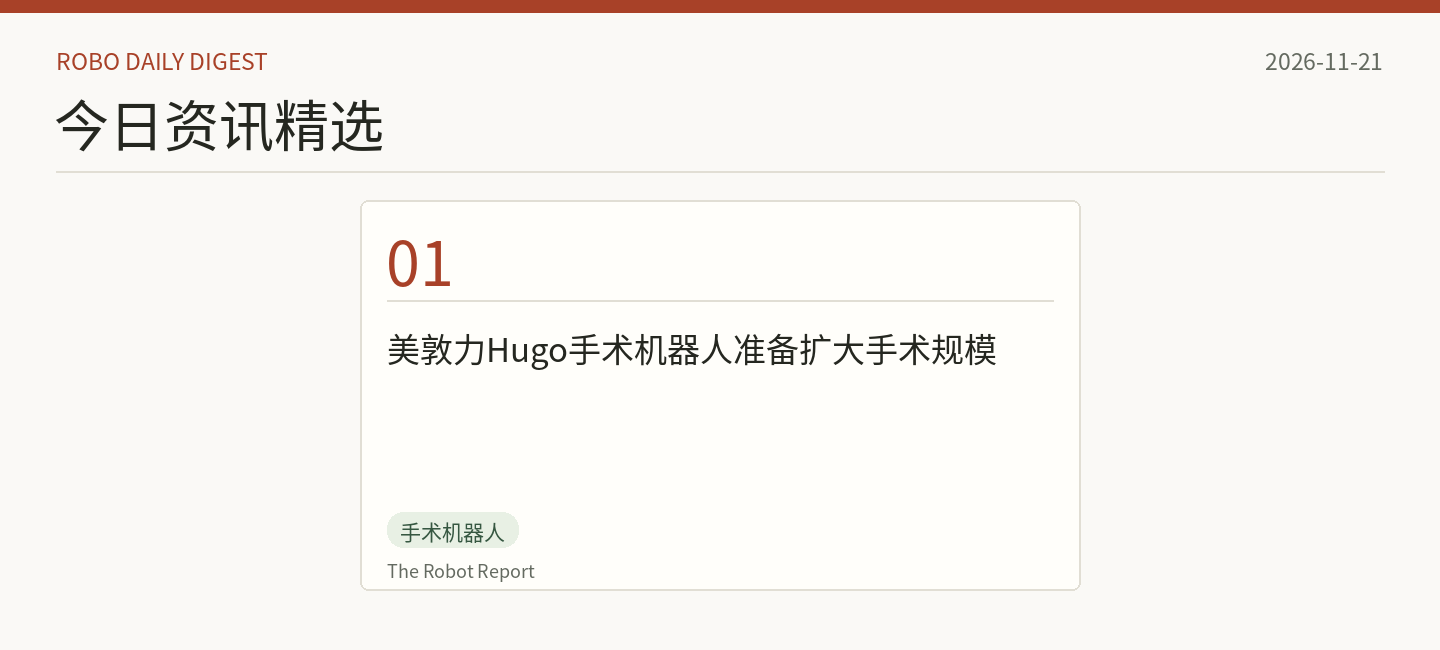 ROBO DAILY DIGEST
2026-11-21
今日资讯精选
01
美敦力Hugo手术机器人准备扩大手术规模
手术机器人
The Robot Report